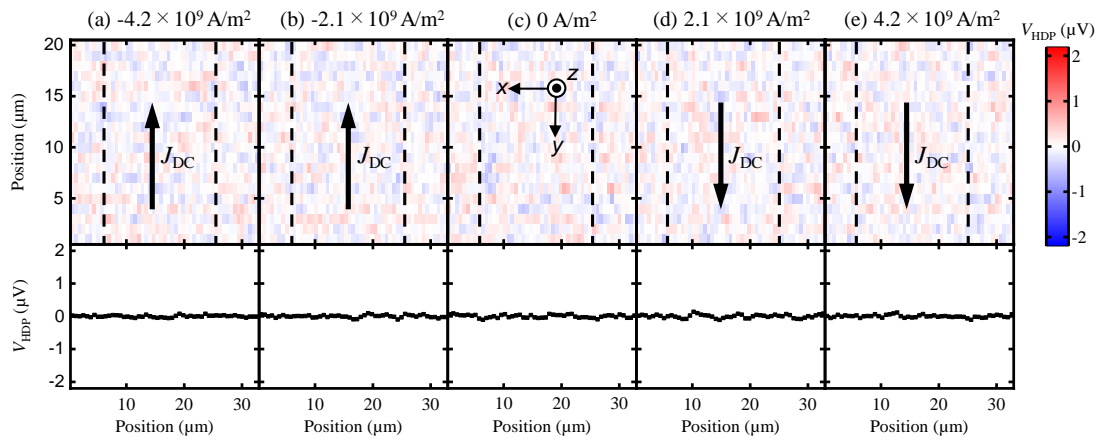 (a) -4.2 × 10⁹ A/m²
(b) -2.1 × 10⁹ A/m²
(c) 0 A/m²
(d) 2.1 × 10⁹ A/m²
(e) 4.2 × 10⁹ A/m²
V_HDP (µV)
Position (µm)
20
15
10
5
J_DC
J_DC
x
z
y
J_DC
J_DC
2
1
0
-1
-2
V_HDP (µV)
2
1
0
-1
-2
10 20 30
10 20 30
10 20 30
10 20 30
10 20 30
Position (µm)
Position (µm)
Position (µm)
Position (µm)
Position (µm)